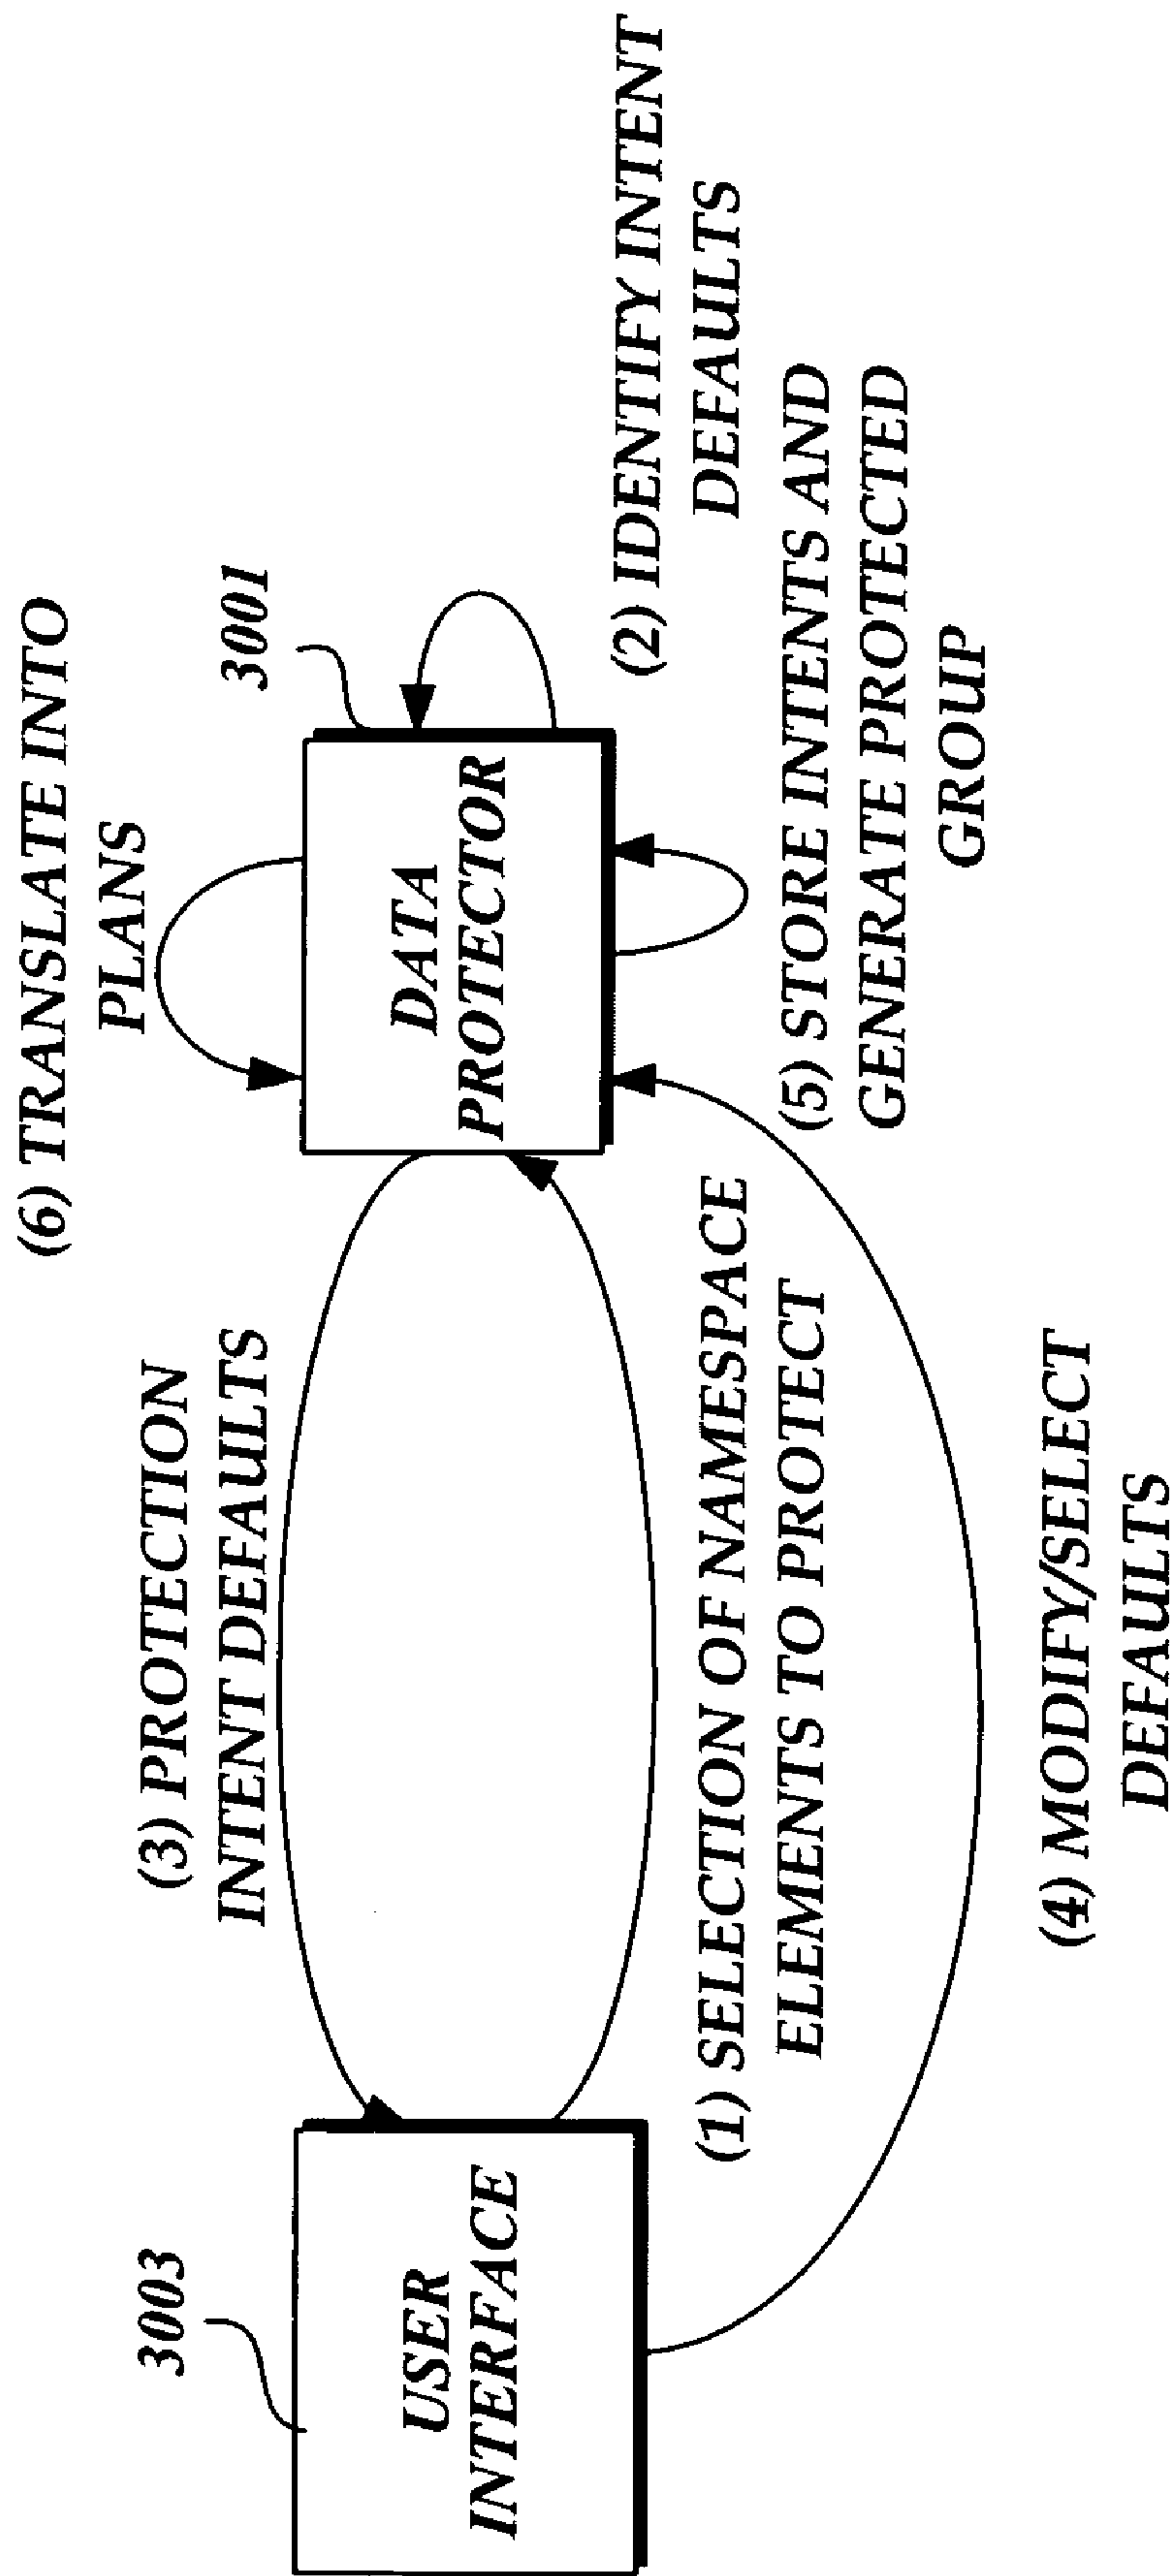 (6) TRANSLATE INTO
PLANS
3003
(3) PROTECTION
INTENT DEFAULTS
3001
USER
INTERFACE
DATA
PROTECTOR
(2) IDENTIFY INTENT
DEFAULTS
(1) SELECTION OF NAMESPACE
ELEMENTS TO PROTECT
(5) STORE INTENTS AND
GENERATE PROTECTED
GROUP
(4) MODIFY/SELECT
DEFAULTS